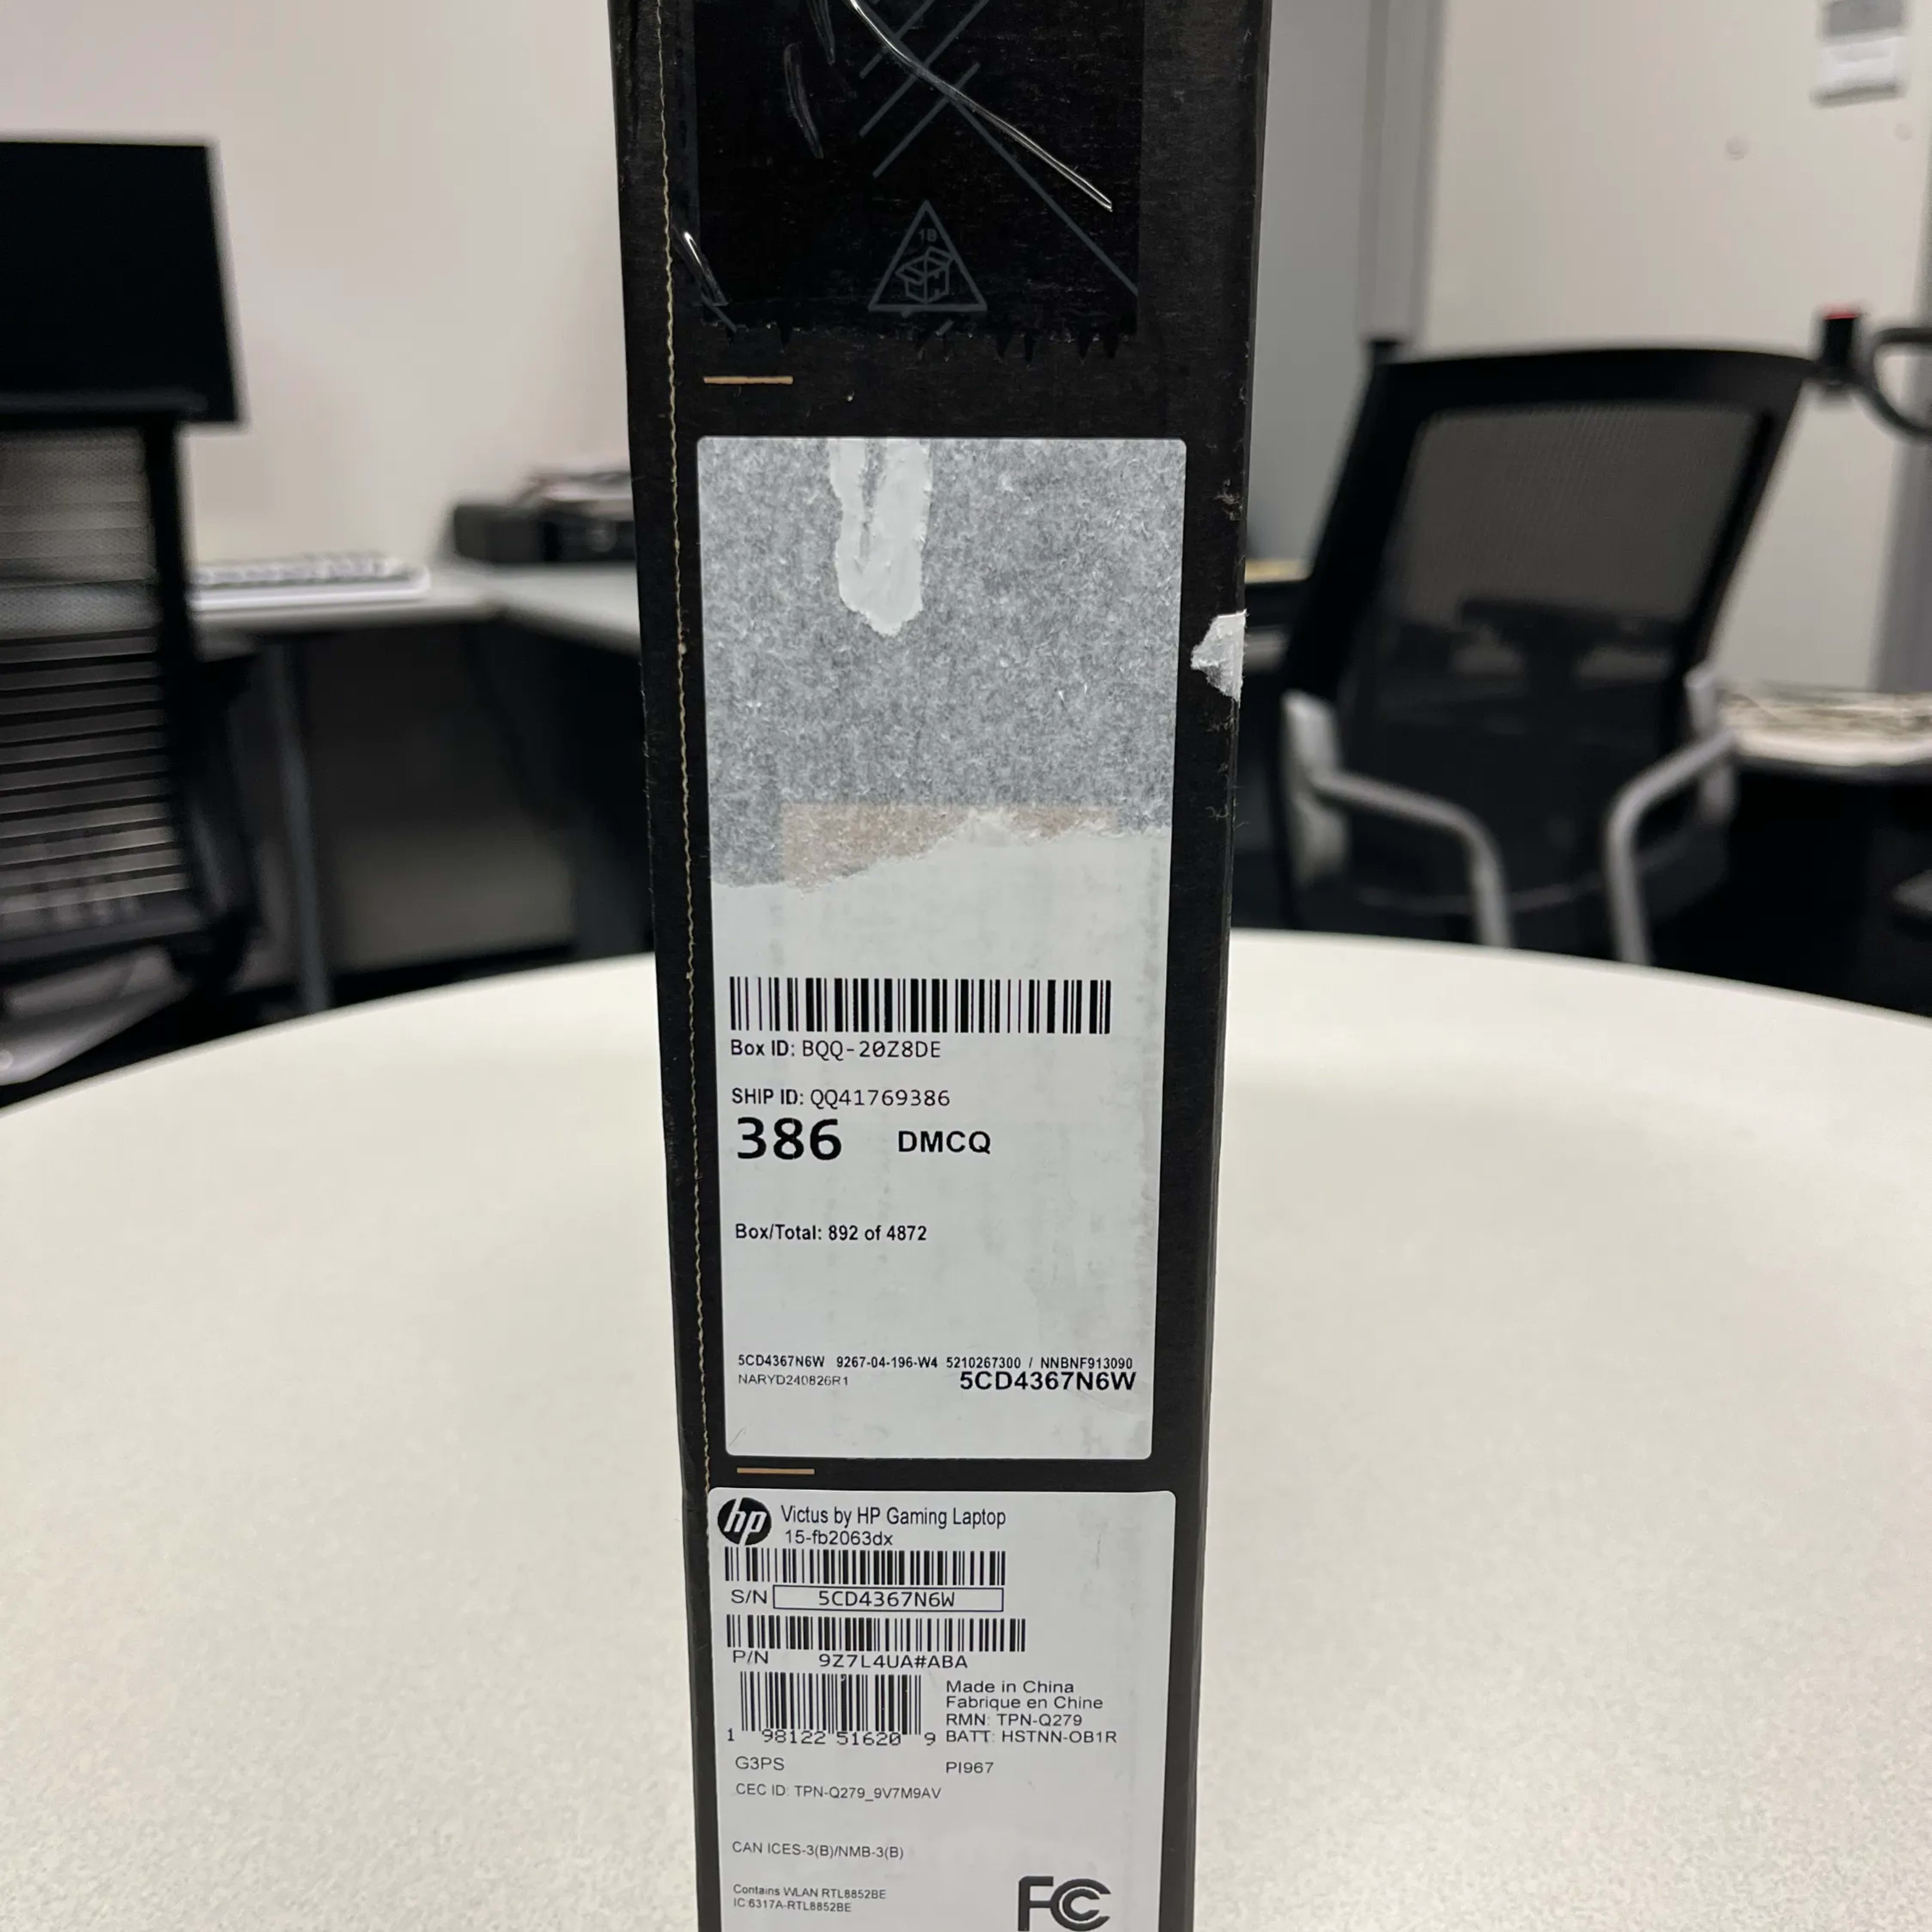 1B
Box ID: BQQ-20Z8DE
SHIP ID: QQ41769386
386 DMCQ
Box/Total: 892 of 4872
5CD4367N6W 9267-04-196-W4 5210267300 / NNBNF913090
NARYD240826R1 5CD4367N6W
hp Victus by HP Gaming Laptop
15-fb2063dx
S/N 5CD4367N6W
P/N 9Z7L4UA#ABA
Made in China
Fabrique en Chine
RMN: TPN-Q279
1 98122 51620 9 BATT: HSTNN-OB1R
G3PS PI967
CEC ID: TPN-Q279_9V7M9AV
CAN ICES-3(B)/NMB-3(B)
Contains WLAN RTL8852BE
IC:6317A-RTL8852BE
FC